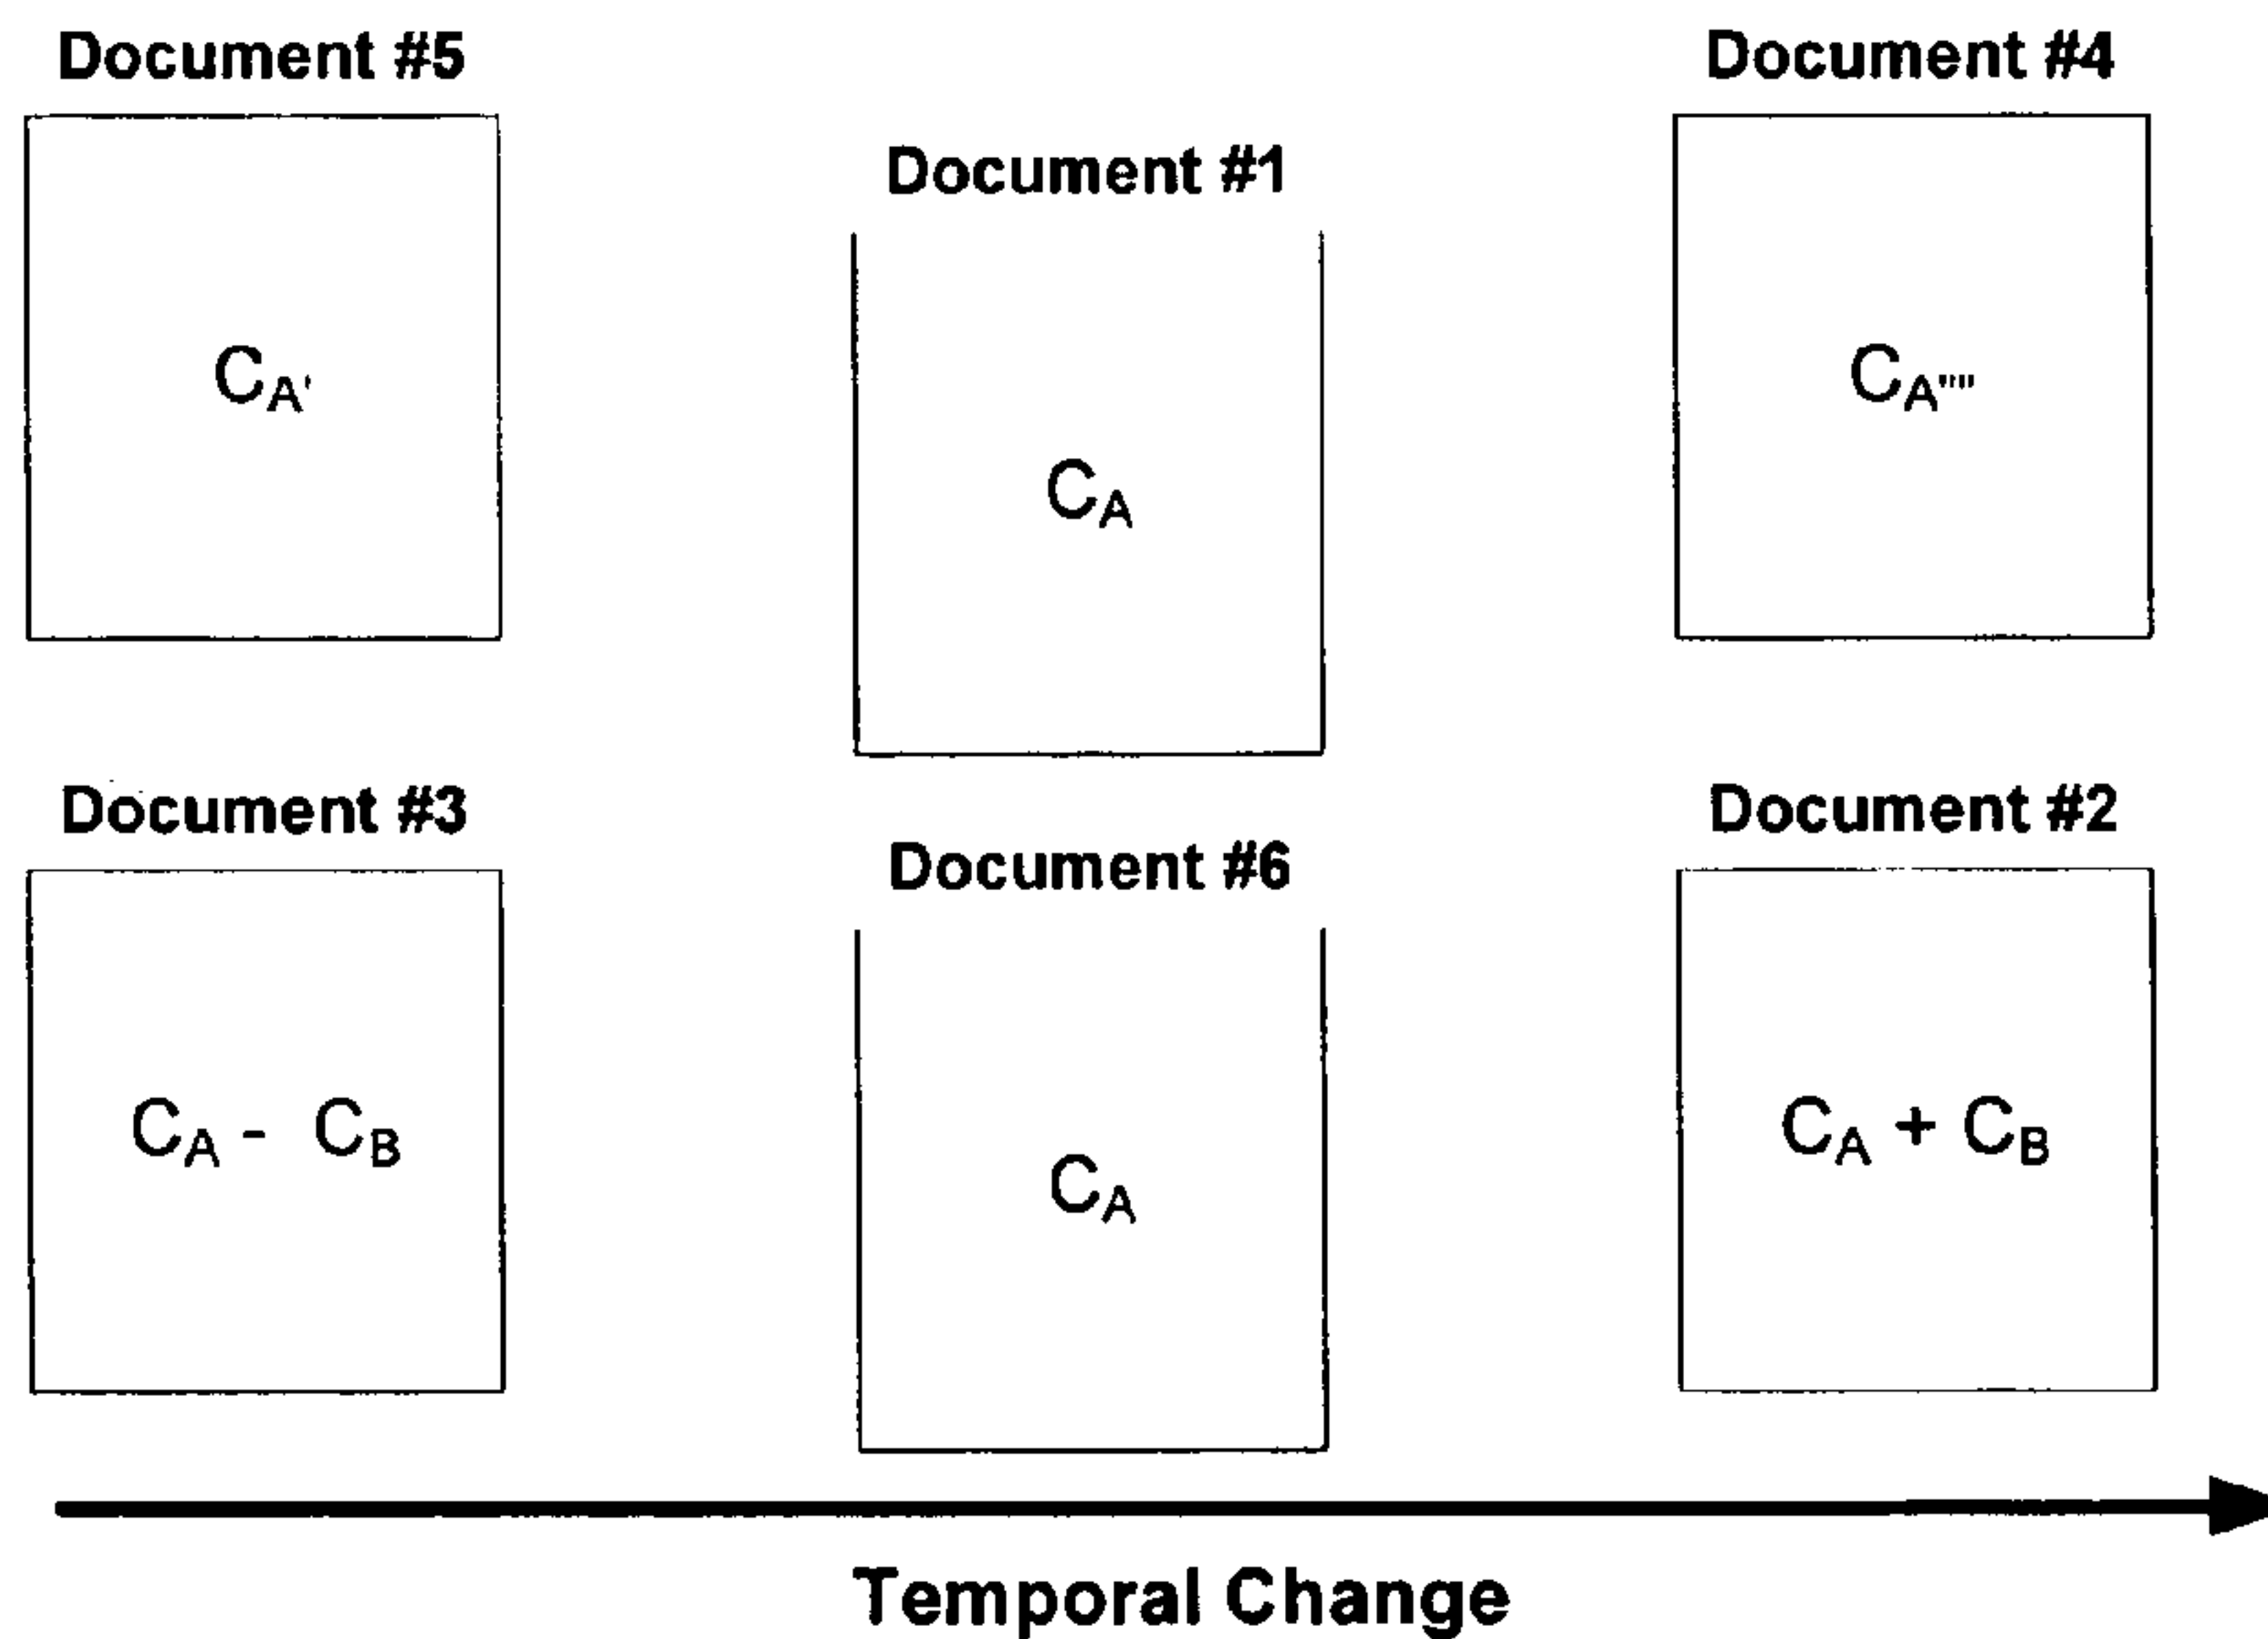 Document #5
Document #4
Document #1
C_A'
C_A""
C_A
Document #3
Document #2
Document #6
C_A - C_B
C_A + C_B
C_A
Temporal Change